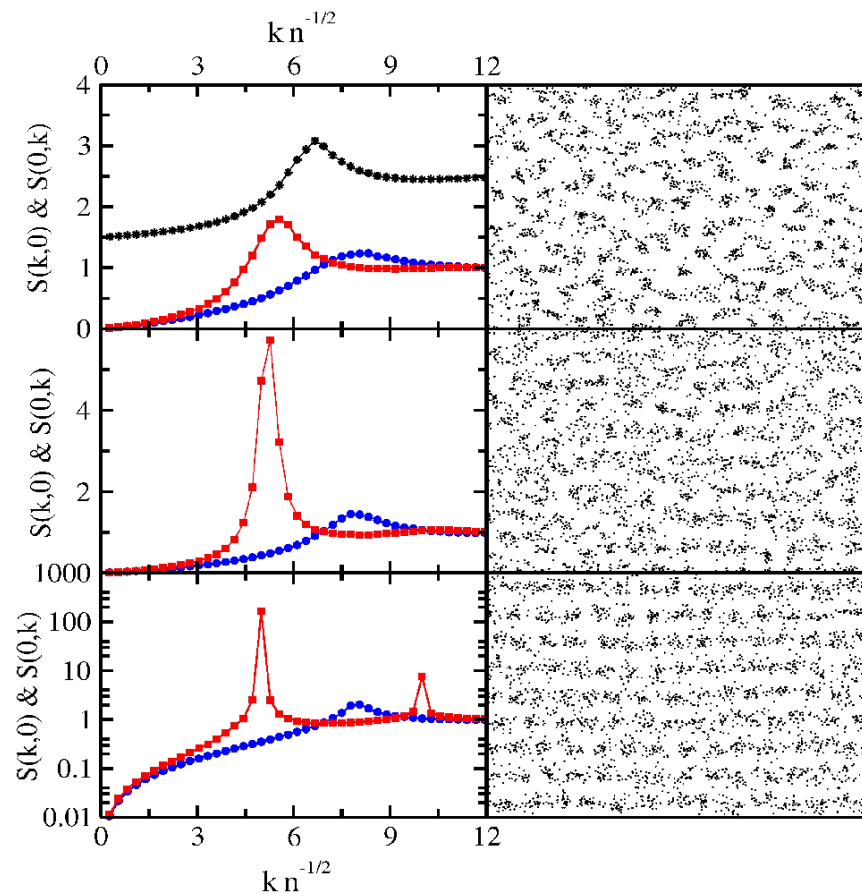 k n^{-1/2}
0 3 6 9 12
4
3
2
1
0
S(k,0) & S(0,k)
4
2
S(k,0) & S(0,k)
1000
100
10
1
0.1
0.01
S(k,0) & S(0,k)
0 3 6 9 12
k n^{-1/2}